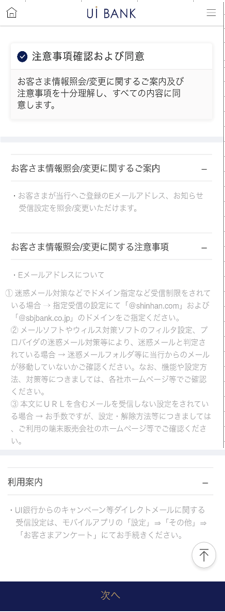 UI BANK
注意事項確認および同意
お客さま情報照会/変更に関するご案内及び
注意事項を十分理解し、すべての内容に同
意します。
お客さま情報照会/変更に関するご案内
・お客さまが当行へご登録のEメールアドレス、お知らせ
受信設定を照会/変更いただけます。
お客さま情報照会/変更に関する注意事項
・Eメールアドレスについて
① 迷惑メール対策などでドメイン指定など受信制限をされて
いる場合 → 指定受信の設定にて「@shinhan.com」および
「@sbjbank.co.jp」のドメインをご指定ください。
② メールソフトやウィルス対策ソフトのフィルタ設定、プ
ロバイダの迷惑メール対策等により、迷惑メールと判定さ
れている場合 → 迷惑メールフォルダ等に当行からのメール
が移動していないかご確認ください。なお、機能や設定方
法、対策等につきましては、各社ホームページ等でご確認
ください。
③ 本文にＵＲＬを含むメールを受信しない設定をされてい
る場合 → お手数ですが、設定・解除方法等につきましては
、ご利用の端末販売会社のホームページ等でご確認くださ
い。
利用案内
・UI銀行からのキャンペーン等ダイレクトメールに関する
受信設定は、モバイルアプリの「設定」⇒「その他」⇒
「お客さまアンケート」にてお手続きください。
次へ